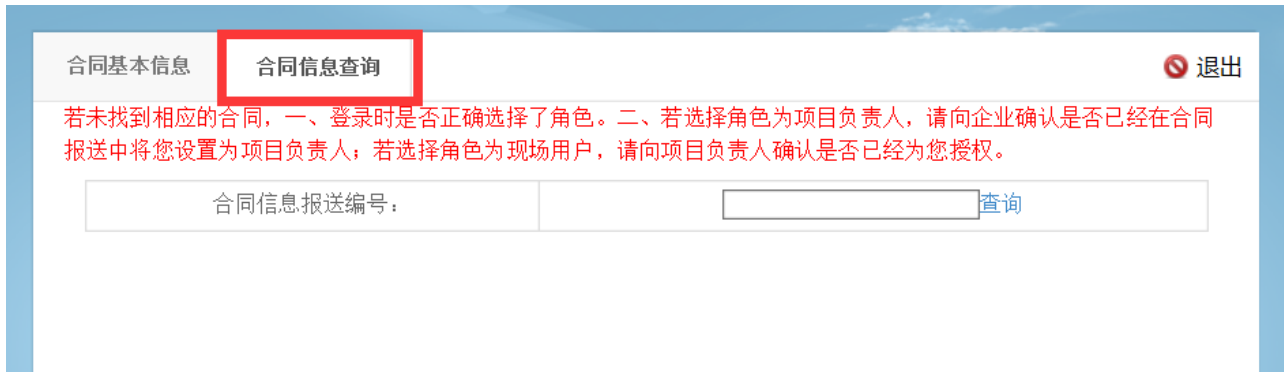 合同基本信息 合同信息查询 退出
若未找到相应的合同，一、登录时是否正确选择了角色。二、若选择角色为项目负责人，请向企业确认是否已经在合同
报送中将您设置为项目负责人；若选择角色为现场用户，请向项目负责人确认是否已经为您授权。
合同信息报送编号： 查询